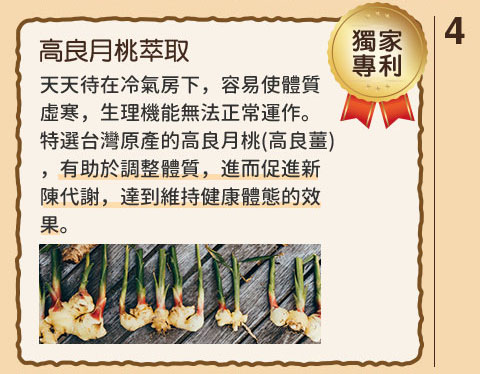 高良月桃萃取
獨家
專利
天天待在冷氣房下，容易使體質
虛寒，生理機能無法正常運作。
特選台灣原產的高良月桃(高良薑)
，有助於調整體質，進而促進新
陳代謝，達到維持健康體態的效
果。
4